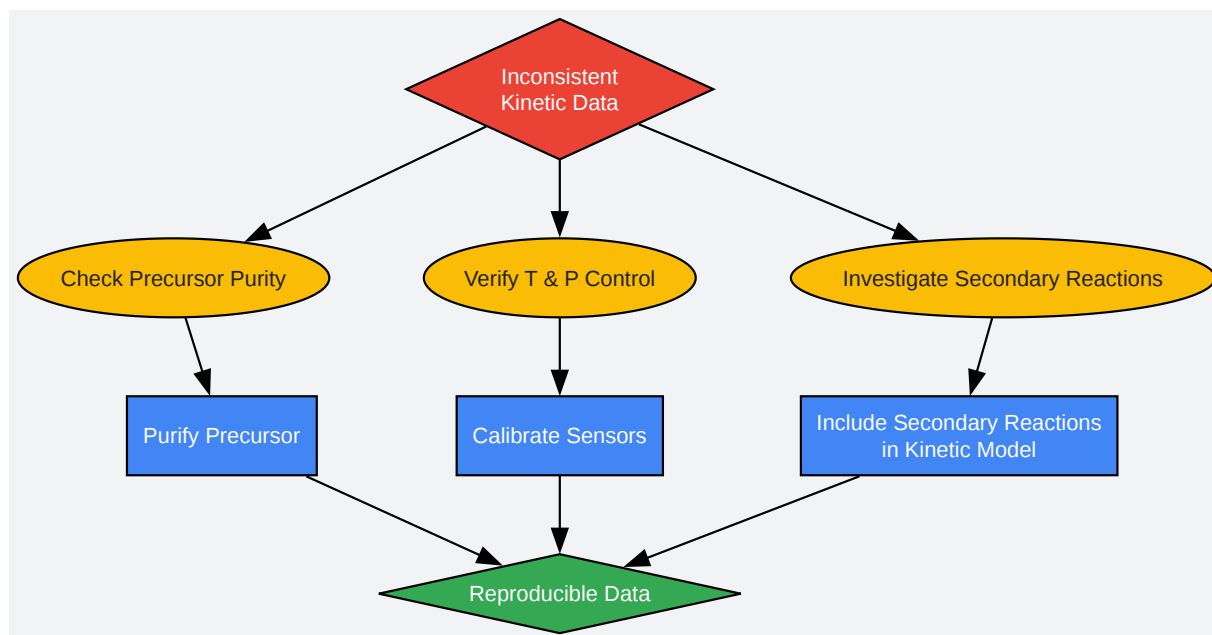 Inconsistent
Kinetic Data
Check Precursor Purity
Verify T & P Control
Investigate Secondary Reactions
Purify Precursor
Calibrate Sensors
Include Secondary Reactions
in Kinetic Model
Reproducible Data